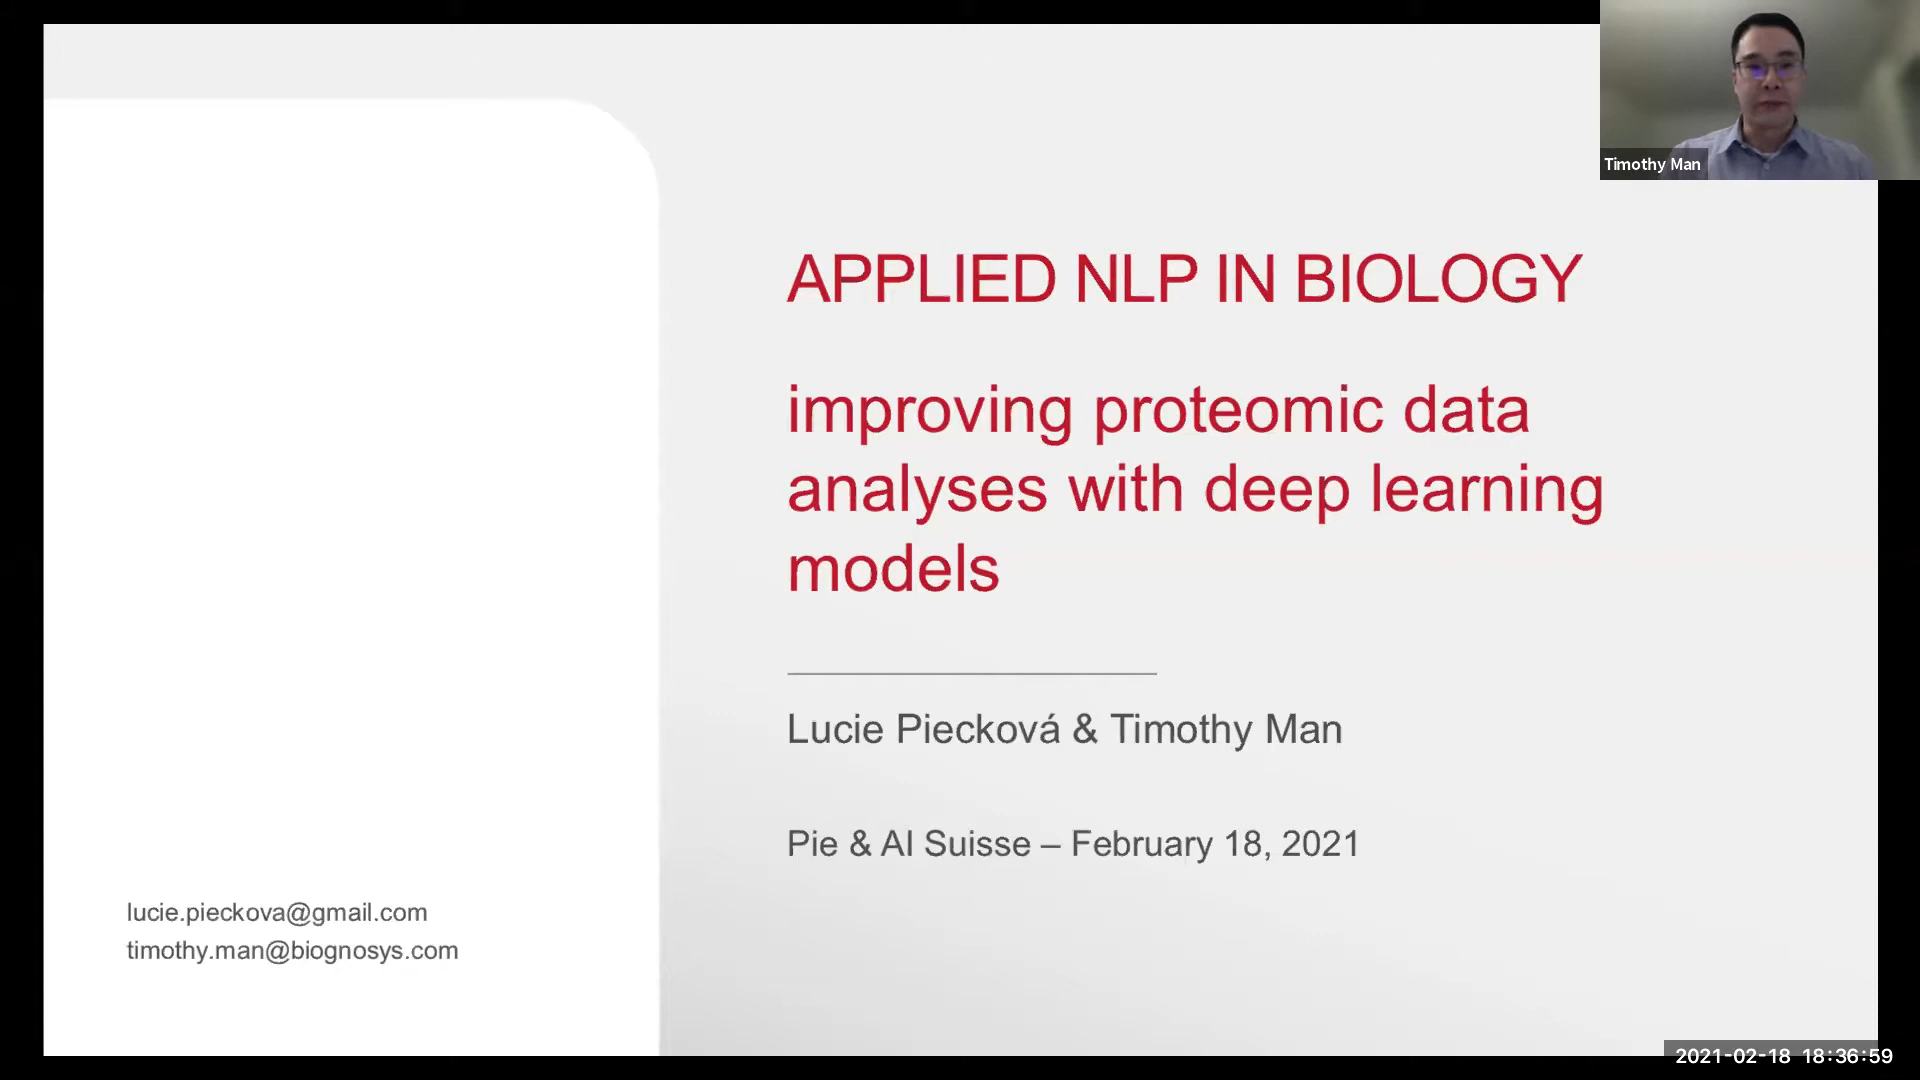 Timothy Man
APPLIED NLP IN BIOLOGY
improving proteomic data
analyses with deep learning
models
Lucie Piecková & Timothy Man
Pie & AI Suisse – February 18, 2021
lucie.pieckova@gmail.com
timothy.man@biognosys.com
2021-02-18 18:36:59